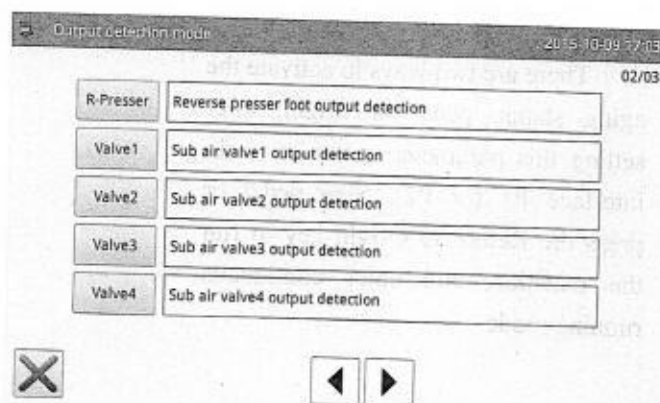 Output detection mode
2015-10-09 17:03
02/03
R-Presser Reverse presser foot output detection
Valve1 Sub air valve1 output detection
Valve2 Sub air valve2 output detection
Valve3 Sub air valve3 output detection
Valve4 Sub air valve4 output detection